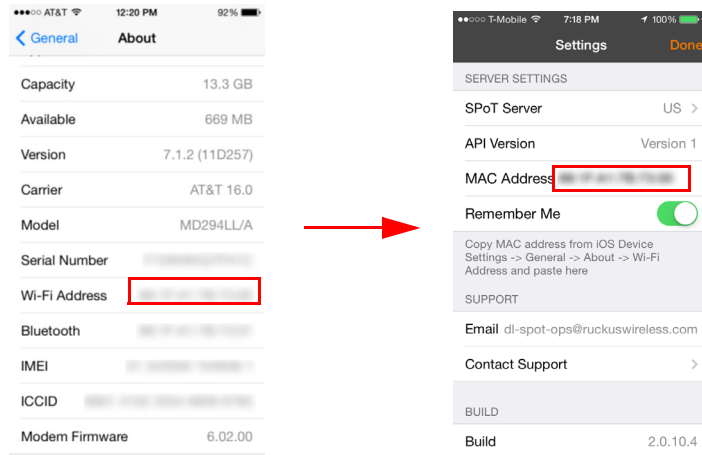 AT&T 12:20 PM 92%
General About
Capacity 13.3 GB
Available 669 MB
Version 7.1.2 (11D257)
Carrier AT&T 16.0
Model MD294LL/A
Serial Number
Wi-Fi Address
Bluetooth
IMEI
ICCID
Modem Firmware 6.02.00
T-Mobile 7:18 PM 100%
Settings Done
SERVER SETTINGS
SPoT Server US
API Version Version 1
MAC Address
Remember Me
Copy MAC address from iOS Device
Settings -> General -> About -> Wi-Fi
Address and paste here
SUPPORT
Email dl-spot-ops@ruckuswireless.com
Contact Support
BUILD
Build 2.0.10.4